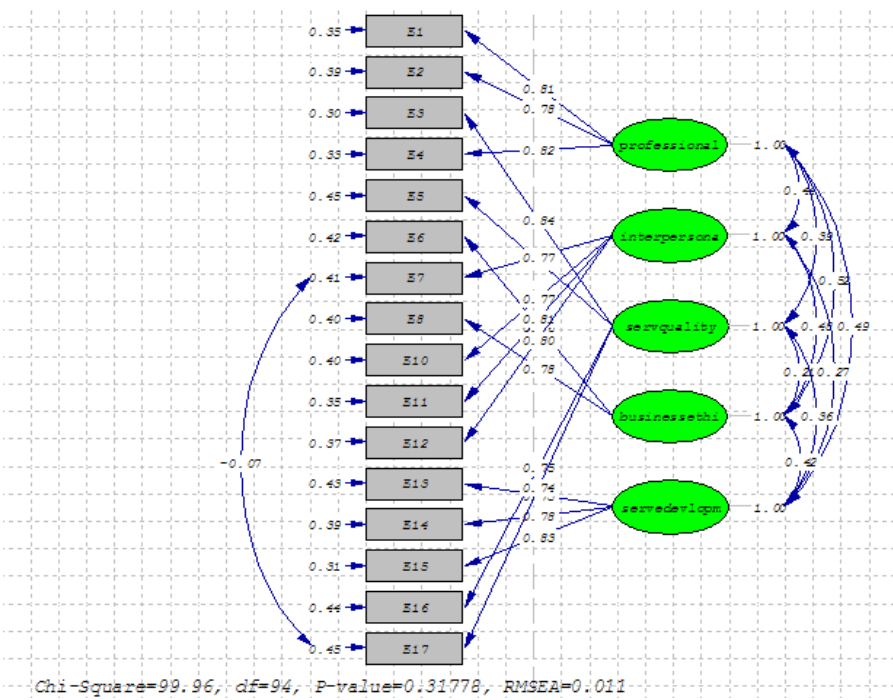 0.35 E1
0.39 E2
0.30 E3
0.33 E4
0.45 E5
0.42 E6
0.41 E7
0.40 E8
0.40 E10
0.35 E11
0.37 E12
0.43 E13
0.39 E14
0.31 E15
0.44 E16
0.45 E17
-0.07
0.81
0.78
0.82
0.84
0.77
0.77
0.81
0.80
0.78
0.75
0.74
0.78
0.83
professional 1.00
interpersona 1.00
servquality 1.00
businessethi 1.00
servedevlopm 1.00
0.39
0.52
0.49
0.27
0.36
0.42
Chi-Square=99.96, df=94, P-value=0.31778, RMSEA=0.011